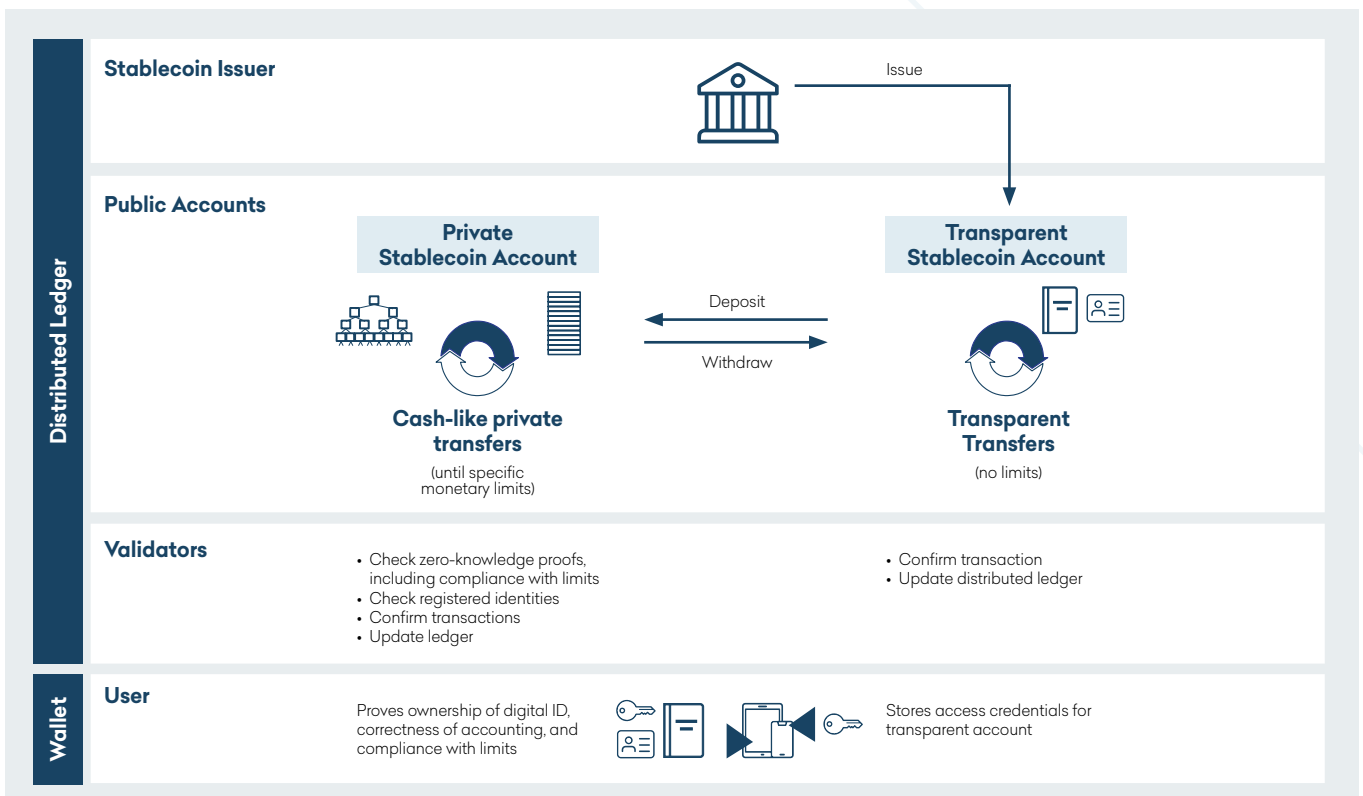 Distributed Ledger
Stablecoin Issuer
Issue
Public Accounts
Private
Stablecoin Account
Transparent
Stablecoin Account
Deposit
Withdraw
Cash-like private
transfers
(until specific
monetary limits)
Transparent
Transfers
(no limits)
Validators
• Check zero-knowledge proofs,
including compliance with limits
• Check registered identities
• Confirm transactions
• Update ledger
• Confirm transaction
• Update distributed ledger
Wallet
User
Proves ownership of digital ID,
correctness of accounting, and
compliance with limits
Stores access credentials for
transparent account